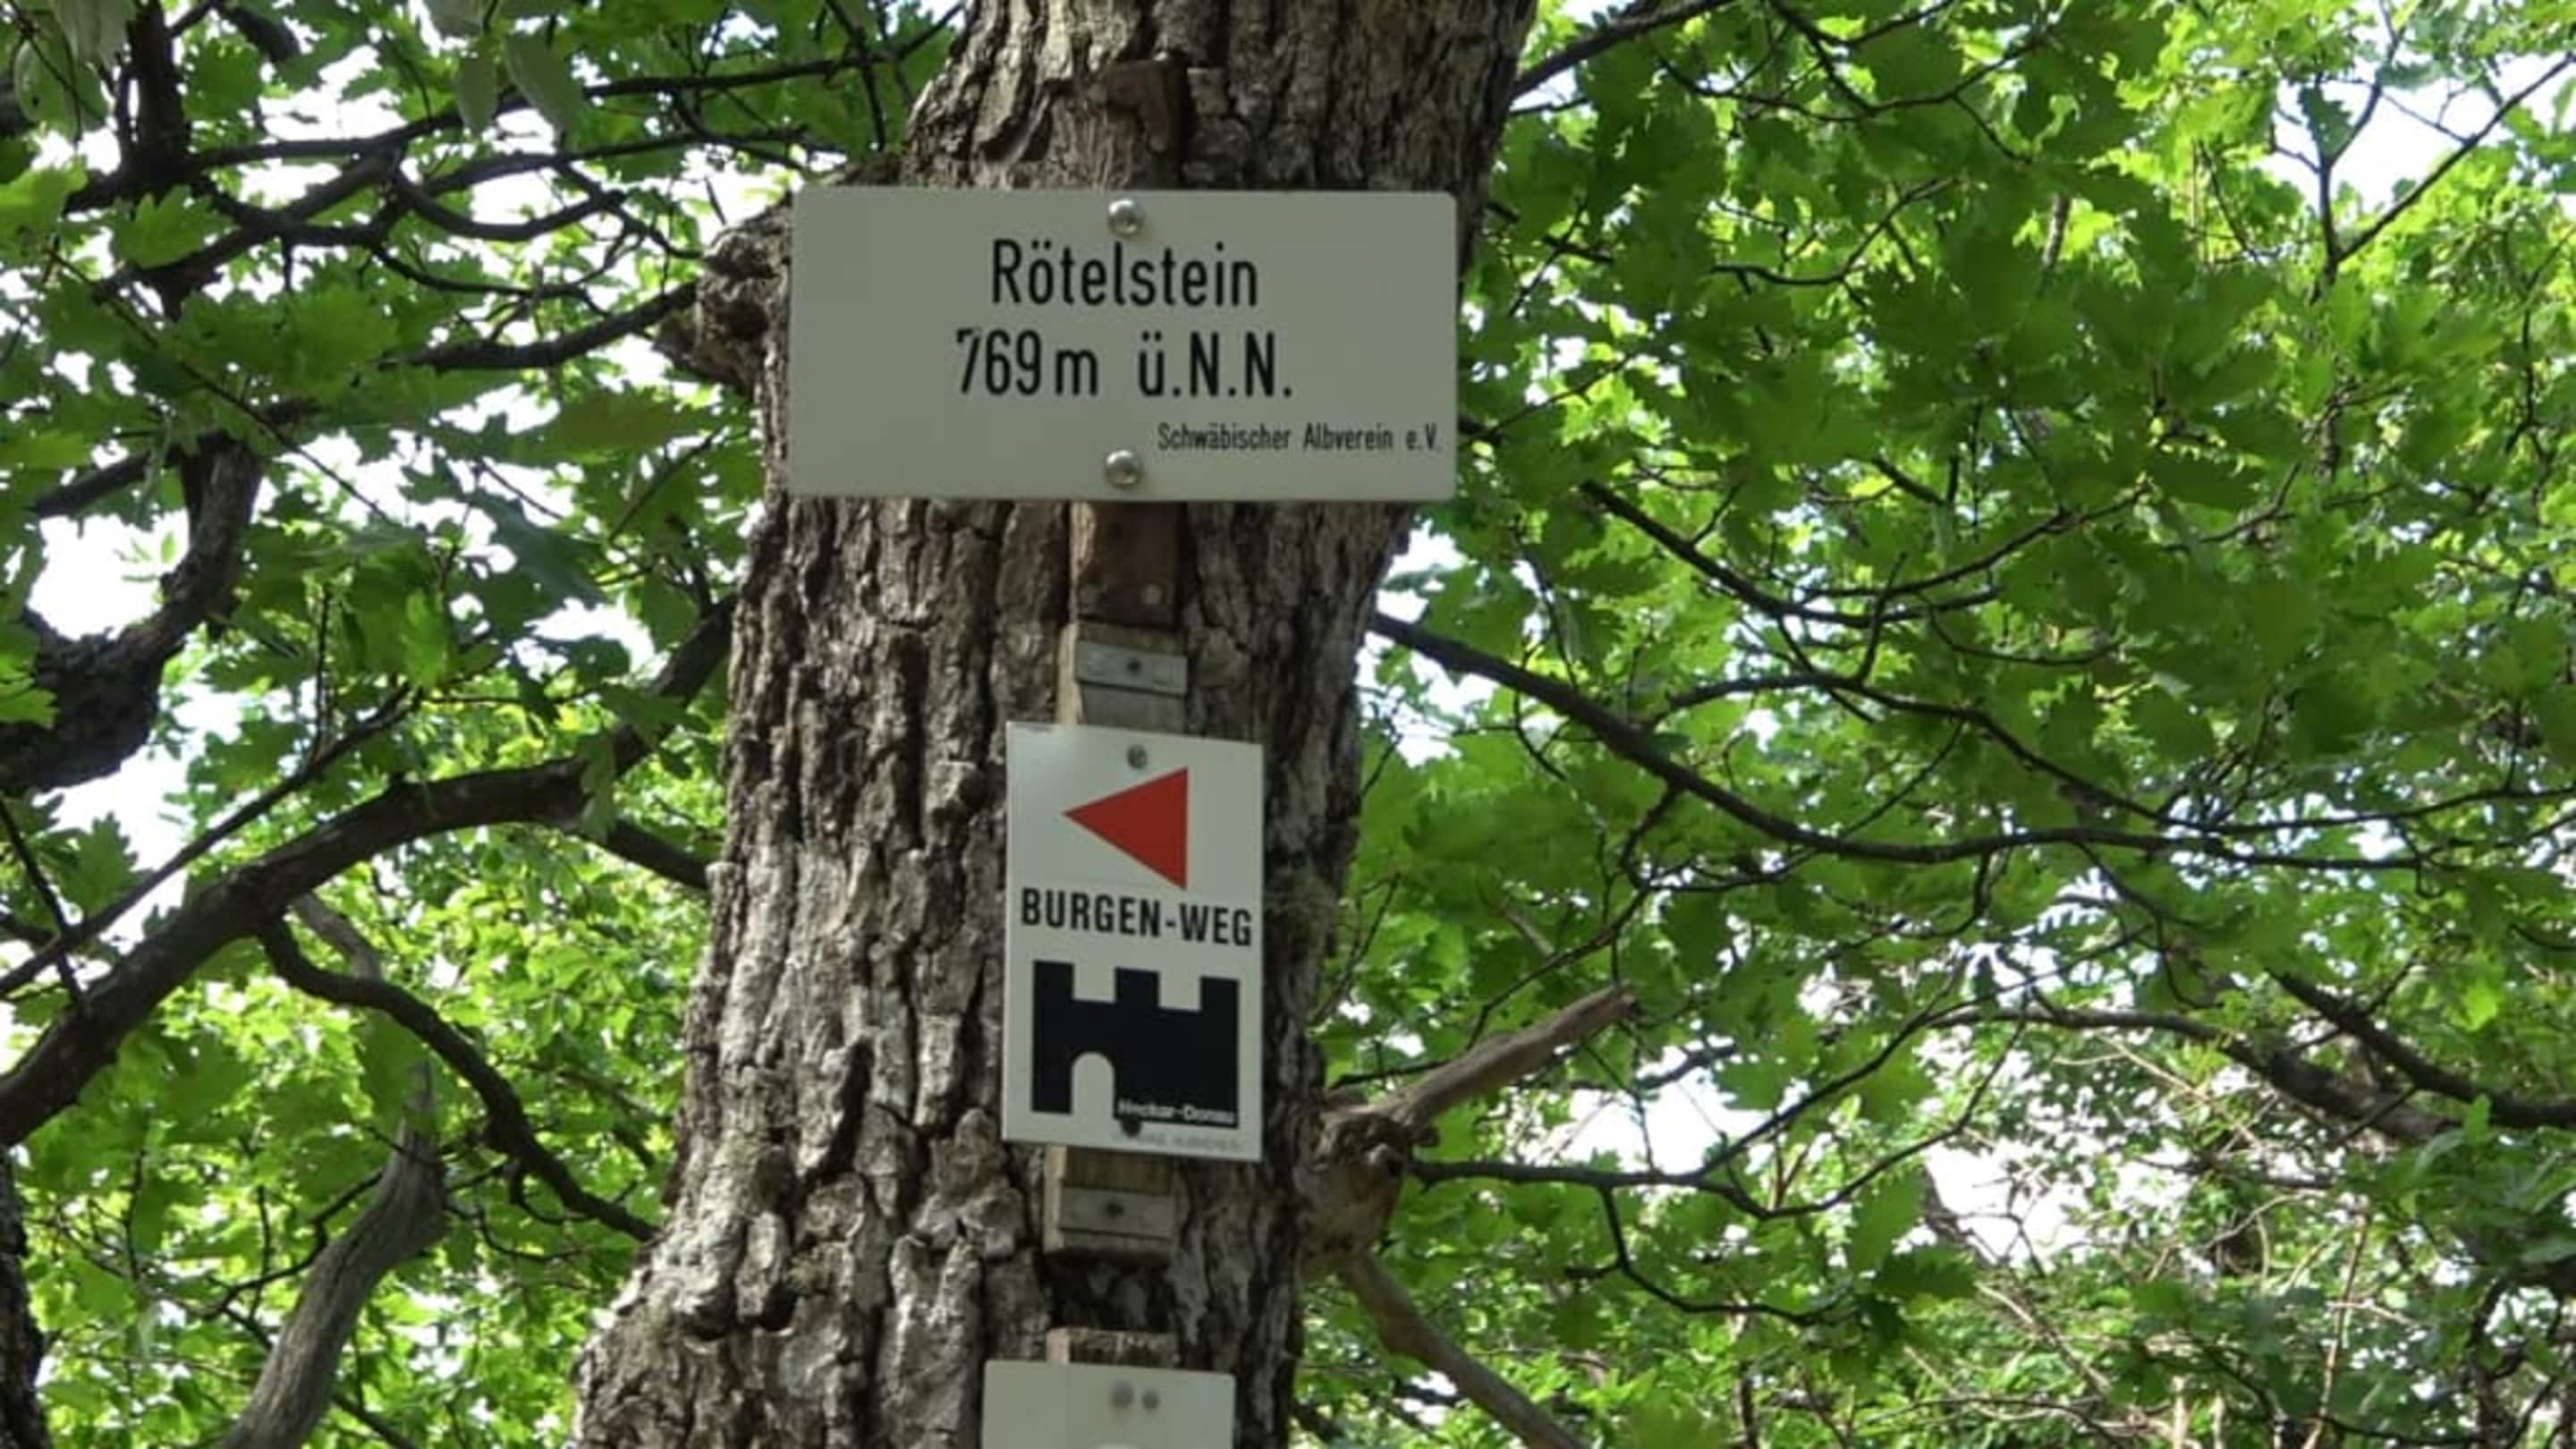 Rötelstein
769m ü.N.N.
Schwäbischer Albverein e.V.
BURGEN-WEG
Neckar-Donau